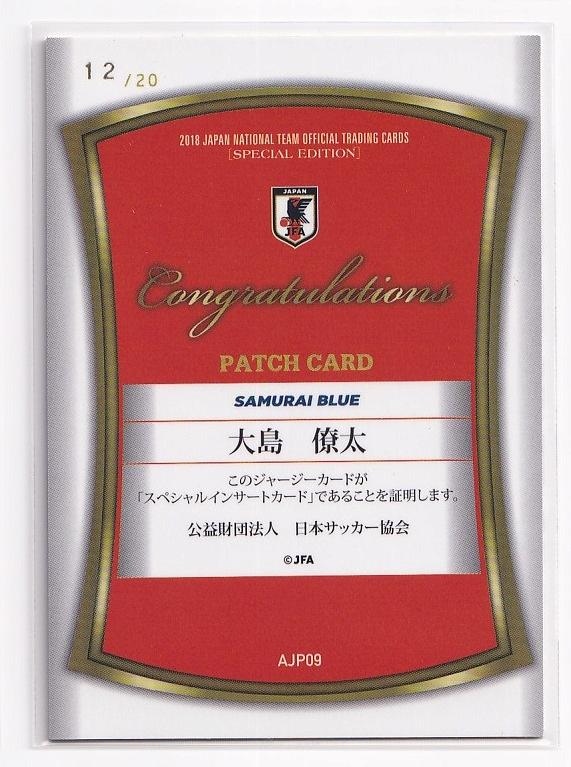 12/20
2018 JAPAN NATIONAL TEAM OFFICIAL TRADING CARDS
[SPECIAL EDITION]
JAPAN
JFA
Congratulations
PATCH CARD
SAMURAI BLUE
大島 僚太
このジャージーカードが
「スペシャルインサートカード」であることを証明します。
公益財団法人 日本サッカー協会
©JFA
AJP09